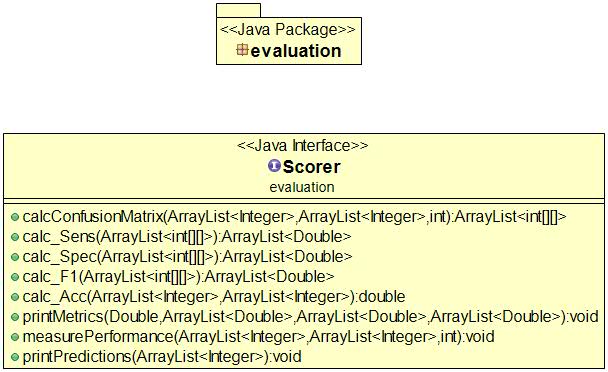 <<Java Package>>
evaluation
<<Java Interface>>
I Scorer
evaluation
calcConfusionMatrix(ArrayList<Integer>,ArrayList<Integer>,int):ArrayList<int[][]>
calc_Sens(ArrayList<int[][]>):ArrayList<Double>
calc_Spec(ArrayList<int[][]>):ArrayList<Double>
calc_F1(ArrayList<int[][]>):ArrayList<Double>
calc_Acc(ArrayList<Integer>,ArrayList<Integer>):double
printMetrics(Double,ArrayList<Double>,ArrayList<Double>,ArrayList<Double>):void
measurePerformance(ArrayList<Integer>,ArrayList<Integer>,int):void
printPredictions(ArrayList<Integer>):void